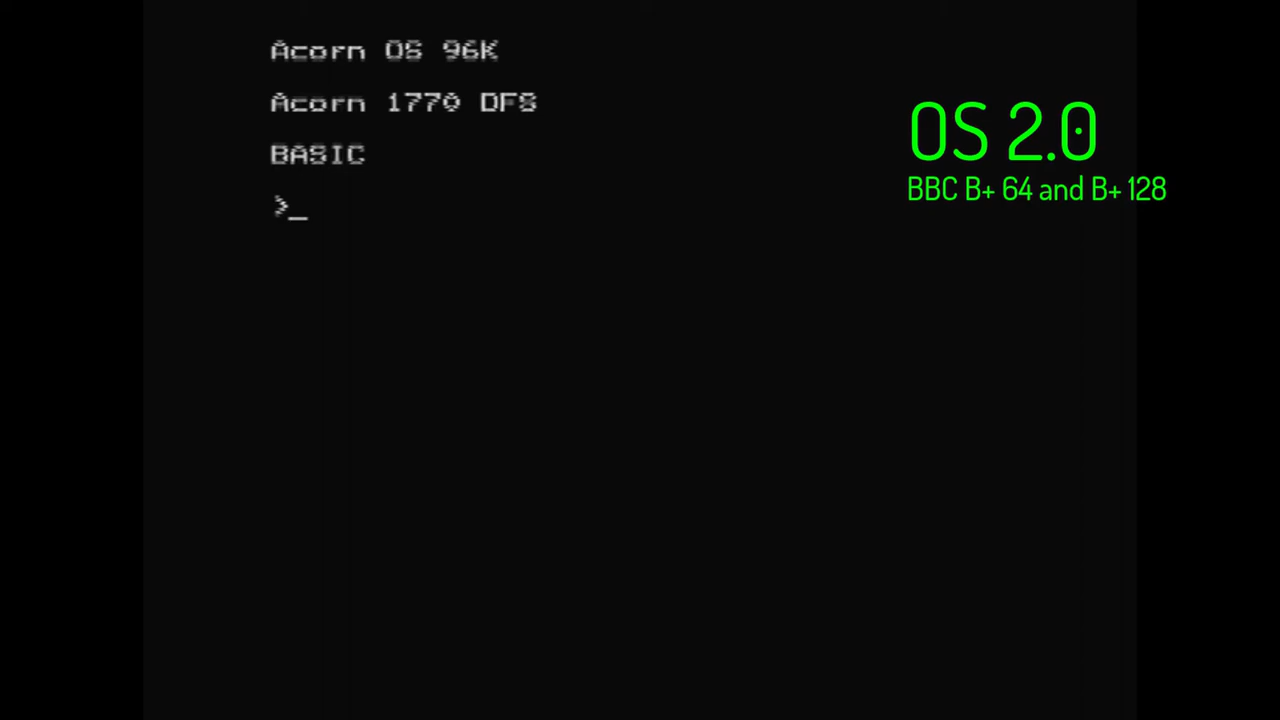 Acorn OS 96K
Acorn 1770 DFS
BASIC
>_
OS 2.0
BBC B+ 64 and B+ 128